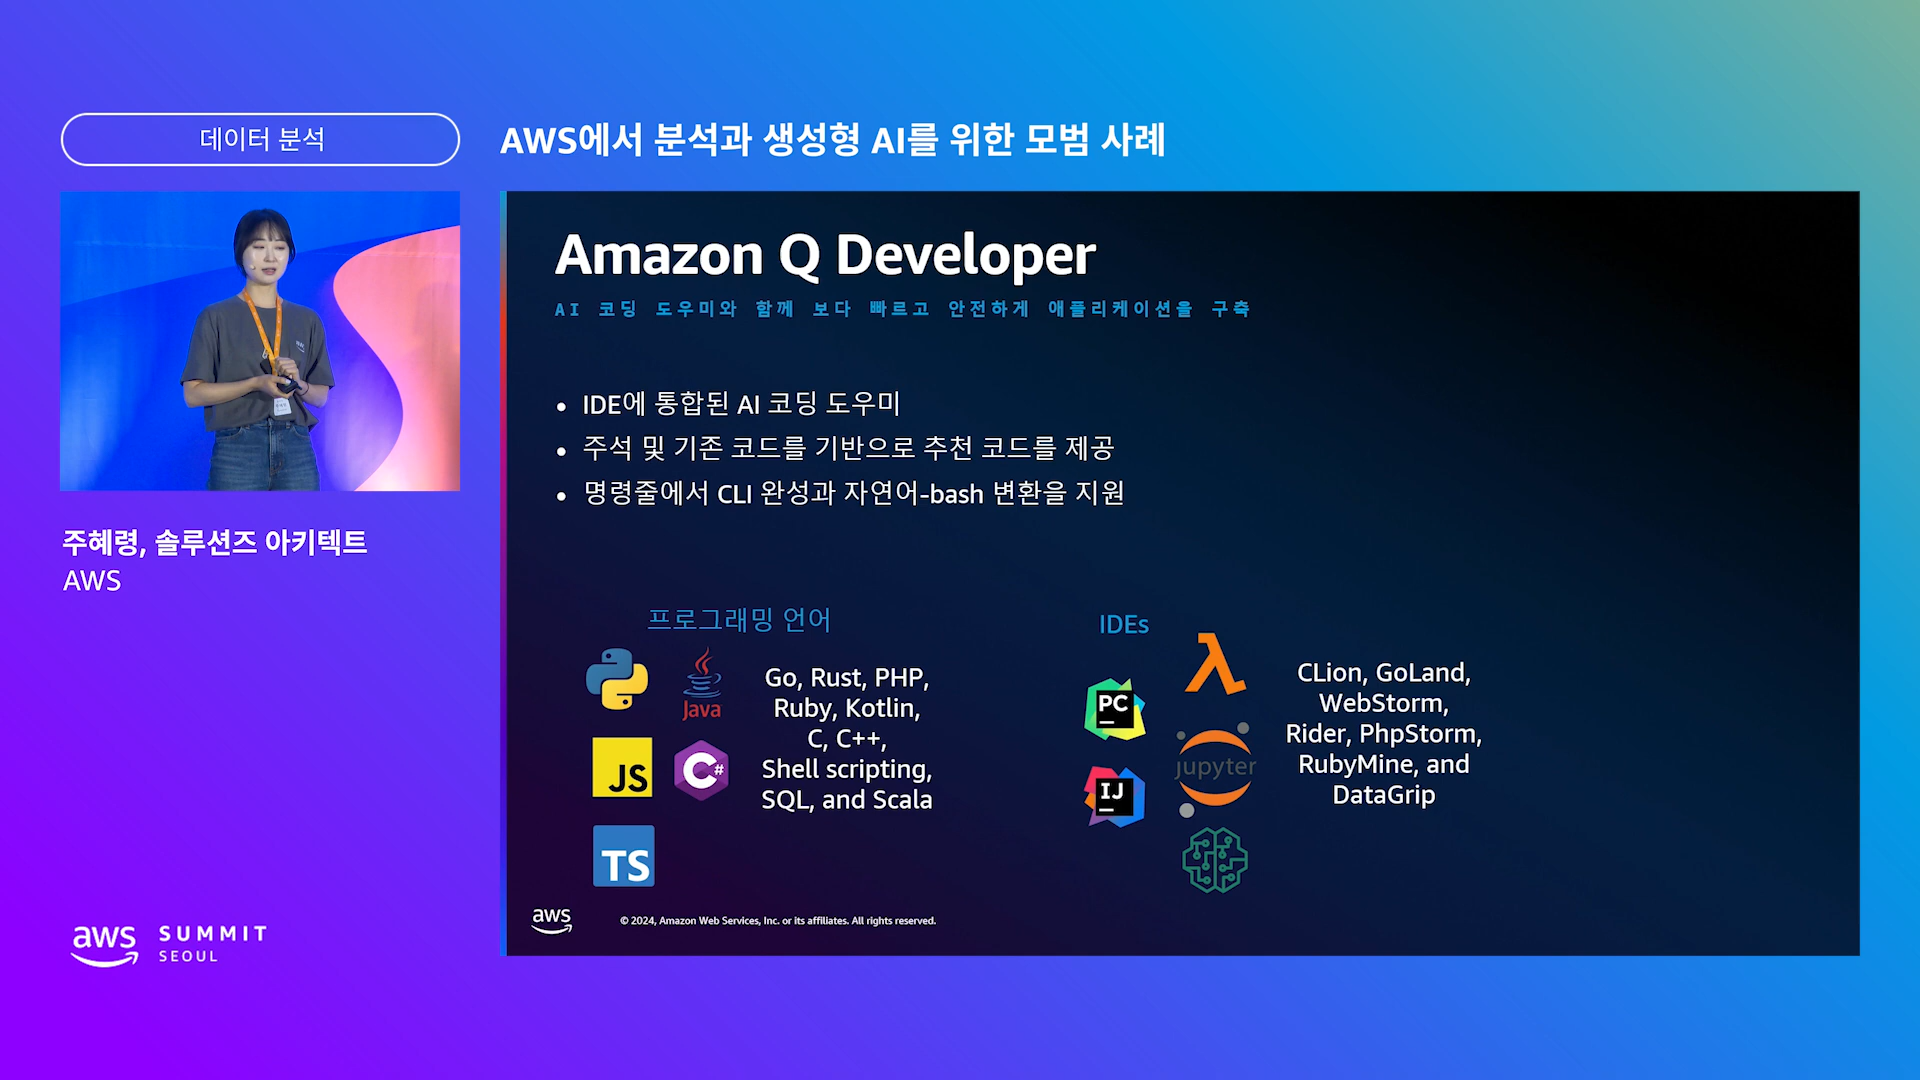 데이터 분석
AWS에서 분석과 생성형 AI를 위한 모범 사례
주혜령, 솔루션즈 아키텍트
AWS
Amazon Q Developer
AI 코딩 도우미와 함께 보다 빠르고 안전하게 애플리케이션을 구축
• IDE에 통합된 AI 코딩 도우미
• 주석 및 기존 코드를 기반으로 추천 코드를 제공
• 명령줄에서 CLI 완성과 자연어-bash 변환을 지원
프로그래밍 언어
Java
JS
C#
TS
Go, Rust, PHP,
Ruby, Kotlin,
C, C++,
Shell scripting,
SQL, and Scala
IDEs
PC
IJ
jupyter
CLion, GoLand,
WebStorm,
Rider, PhpStorm,
RubyMine, and
DataGrip
aws
© 2024, Amazon Web Services, Inc. or its affiliates. All rights reserved.
aws
SUMMIT
SEOUL